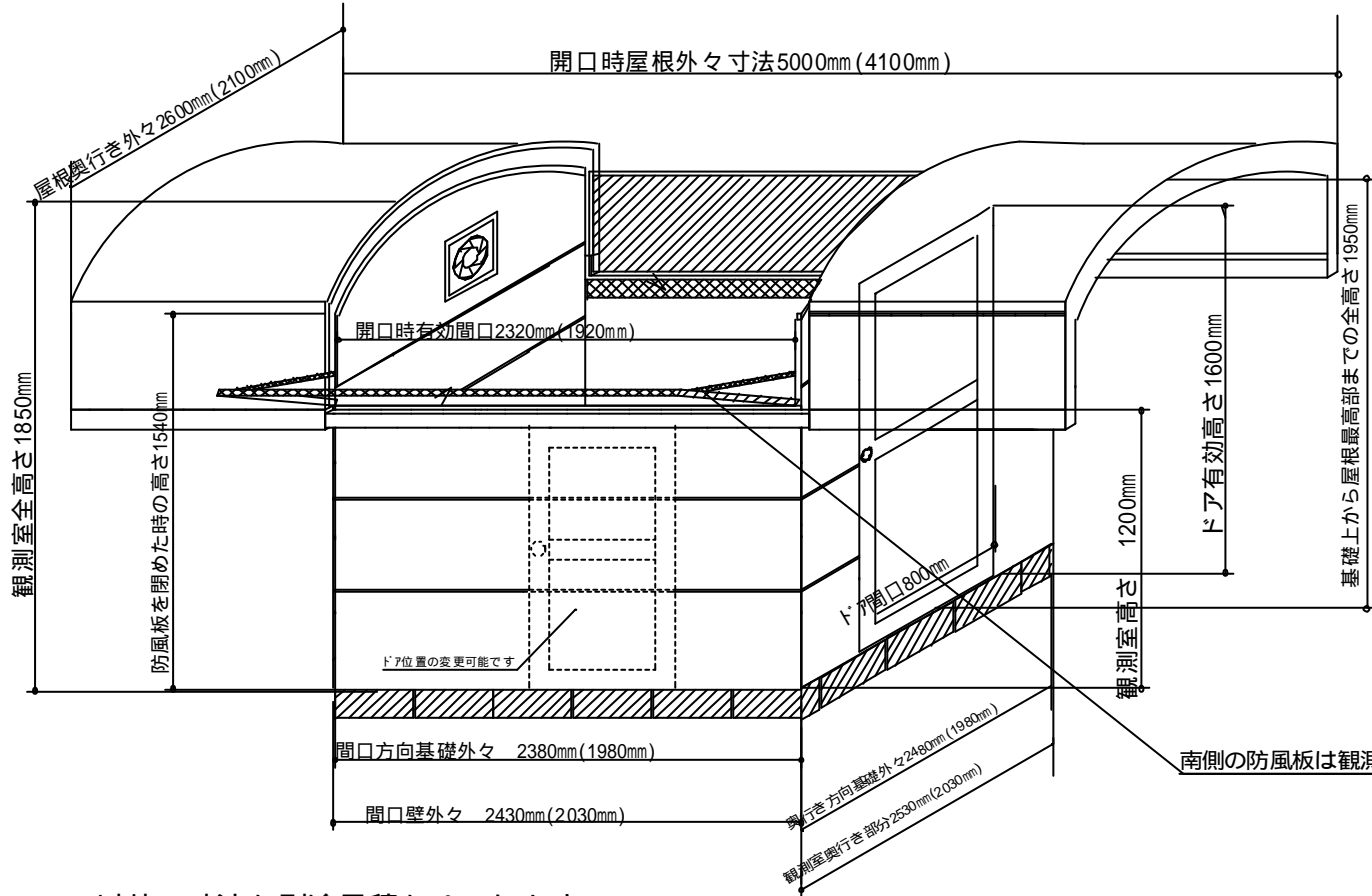 開口時屋根外々寸法5000mm(4100mm)
屋根奥行き外々2600mm(2100mm)
開口時有効間口2320mm(1920mm)
観測室全高さ1850mm
防風板を閉めた時の高さ1540mm
ドア有効高さ1600mm
基礎上から屋根最高部までの全高さ1950mm
観測室高さ 1200mm
ドア間口800mm
ドア位置の変更可能です
間口方向基礎外々 2380mm(1980mm)
奥行き方向基礎外々2480mm(1980mm)
南側の防風板は観測
間口壁外々 2430mm(2030mm)
観測室奥行き部分2530mm(2030mm)